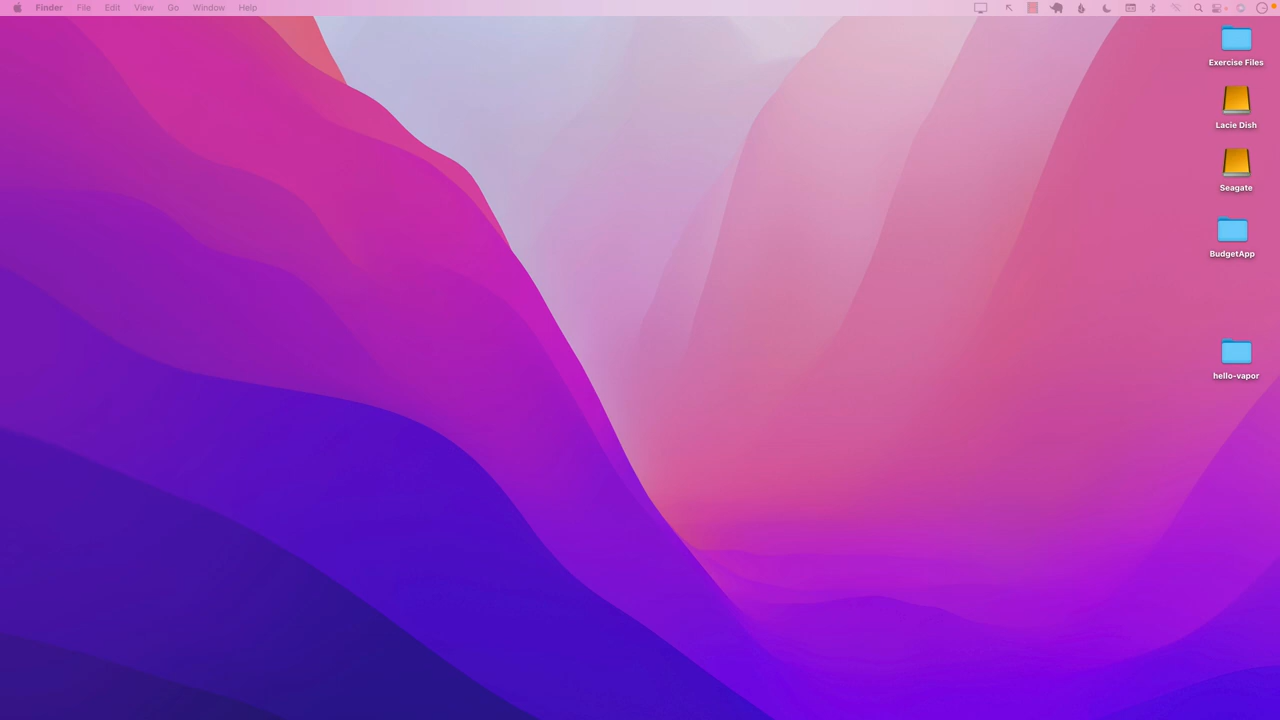 Finder File Edit View Go Window Help
Exercise Files
Lacie Dish
Seagate
BudgetApp
hello-vapor